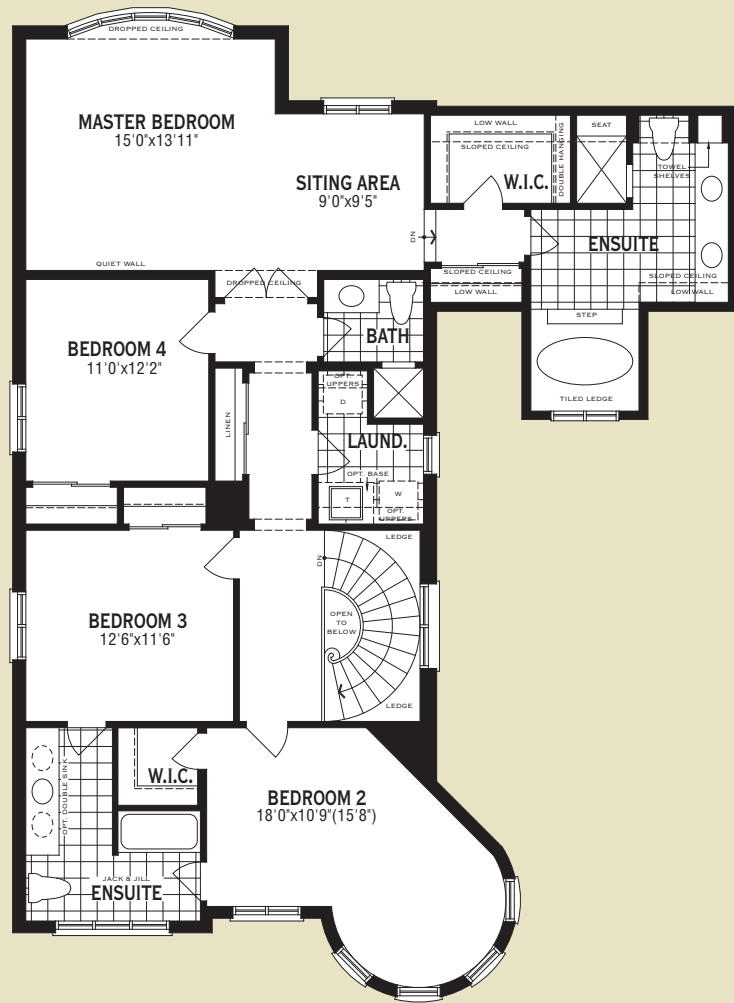 DROPPED CEILING
MASTER BEDROOM
15'0"x13'11"
SITING AREA
9'0"x9'5"
QUIET WALL
LOW WALL
SLOPED CEILING
DOUBLE HANGING
W.I.C.
SEAT
TOWEL
SHELVES
DN
ENSUITE
SLOPED CEILING
LOW WALL
SLOPED CEILING
LOW WALL
STEP
TILED LEDGE
DROPPED CEILING
BEDROOM 4
11'0"x12'2"
BATH
LINEN
OPT.
UPPERS
D
LAUND.
OPT. BASE
T
W
OPT.
UPPERS
BEDROOM 3
12'6"x11'6"
DN
LEDGE
OPEN
TO
BELOW
LEDGE
W.I.C.
OPT. DOUBLE SINK
JACK & JILL
ENSUITE
BEDROOM 2
18'0"x10'9"(15'8")